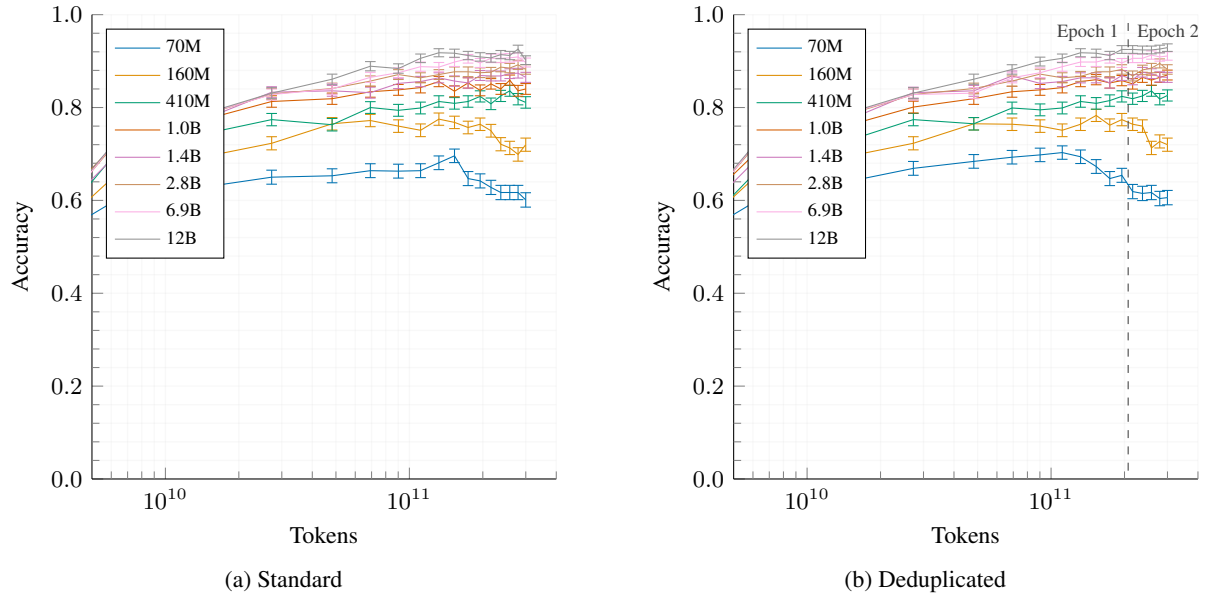 1.0
0.8
0.6
0.4
0.2
0.0
Accuracy
70M
160M
410M
1.0B
1.4B
2.8B
6.9B
12B
10^10
10^11
Tokens
(a) Standard
1.0
0.8
0.6
0.4
0.2
0.0
Accuracy
70M
160M
410M
1.0B
1.4B
2.8B
6.9B
12B
Epoch 1
Epoch 2
10^10
10^11
Tokens
(b) Deduplicated